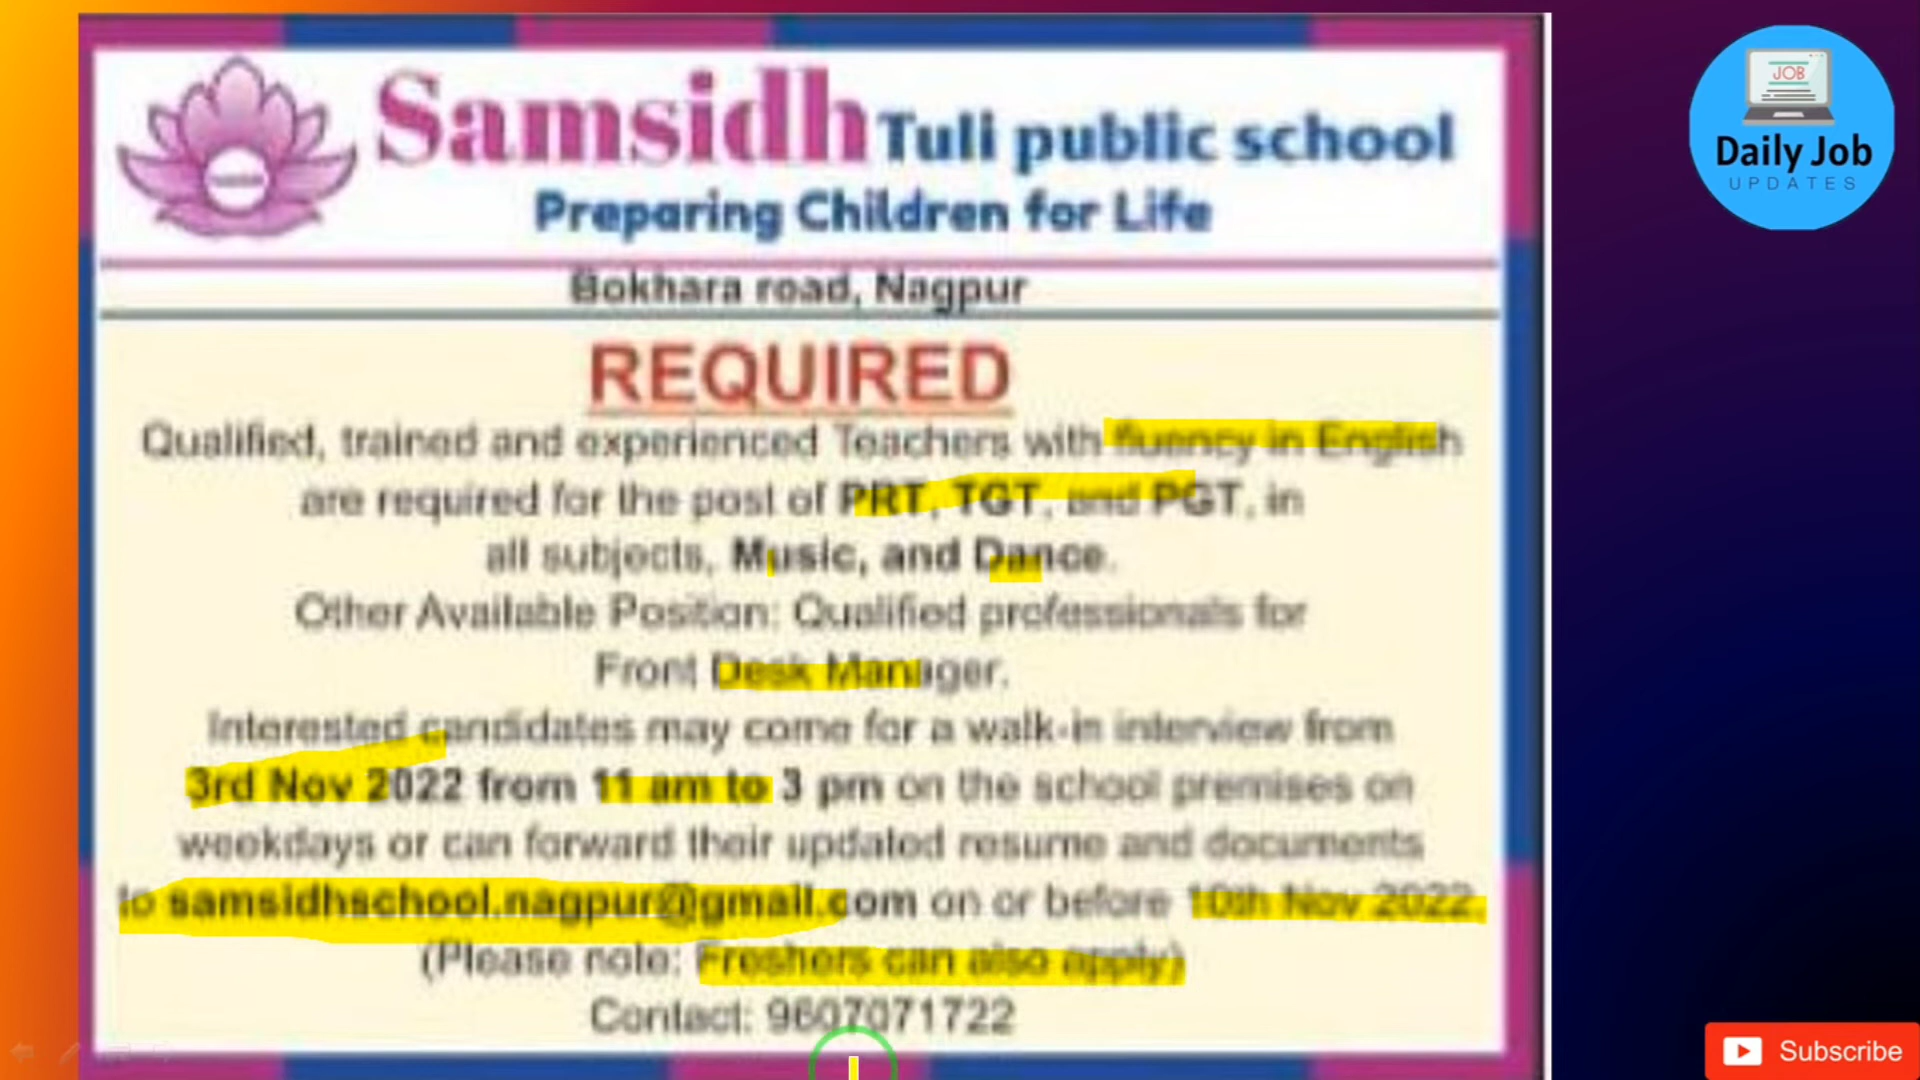 Samsidh Tuli public school
Preparing Children for Life
Bokhara road, Nagpur
REQUIRED
Qualified, trained and experienced Teachers with fluency in English
are required for the post of PRT, TGT, and PGT, in
all subjects, Music, and Dance.
Other Available Position: Qualified professionals for
Front Desk Manager.
Interested candidates may come for a walk-in interview from
3rd Nov 2022 from 11 am to 3 pm on the school premises on
weekdays or can forward their updated resume and documents
to samsidhschool.nagpur@gmail.com on or before 10th Nov 2022.
(Please note: Freshers can also apply)
Contact: 9607071722
JOB
Daily Job
UPDATES
Subscribe